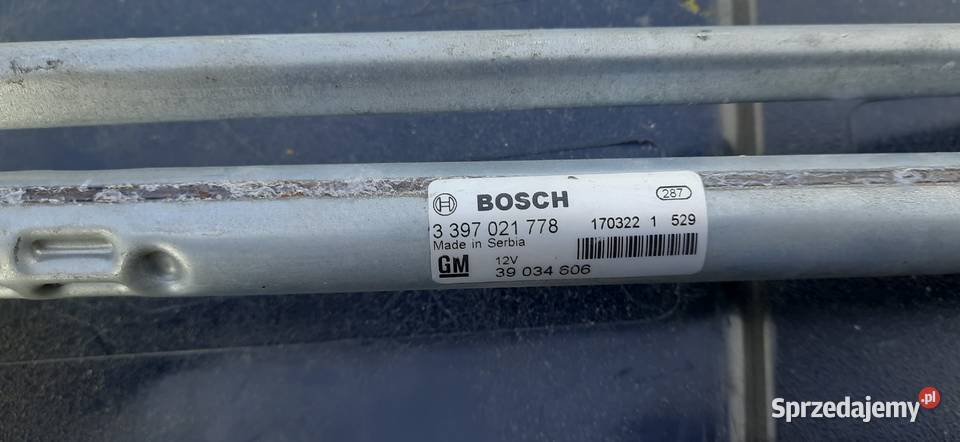 BOSCH
287
3 397 021 778
170322 1 529
Made in Serbia
GM
12V
39 034 606
Sprzedajemy.pl